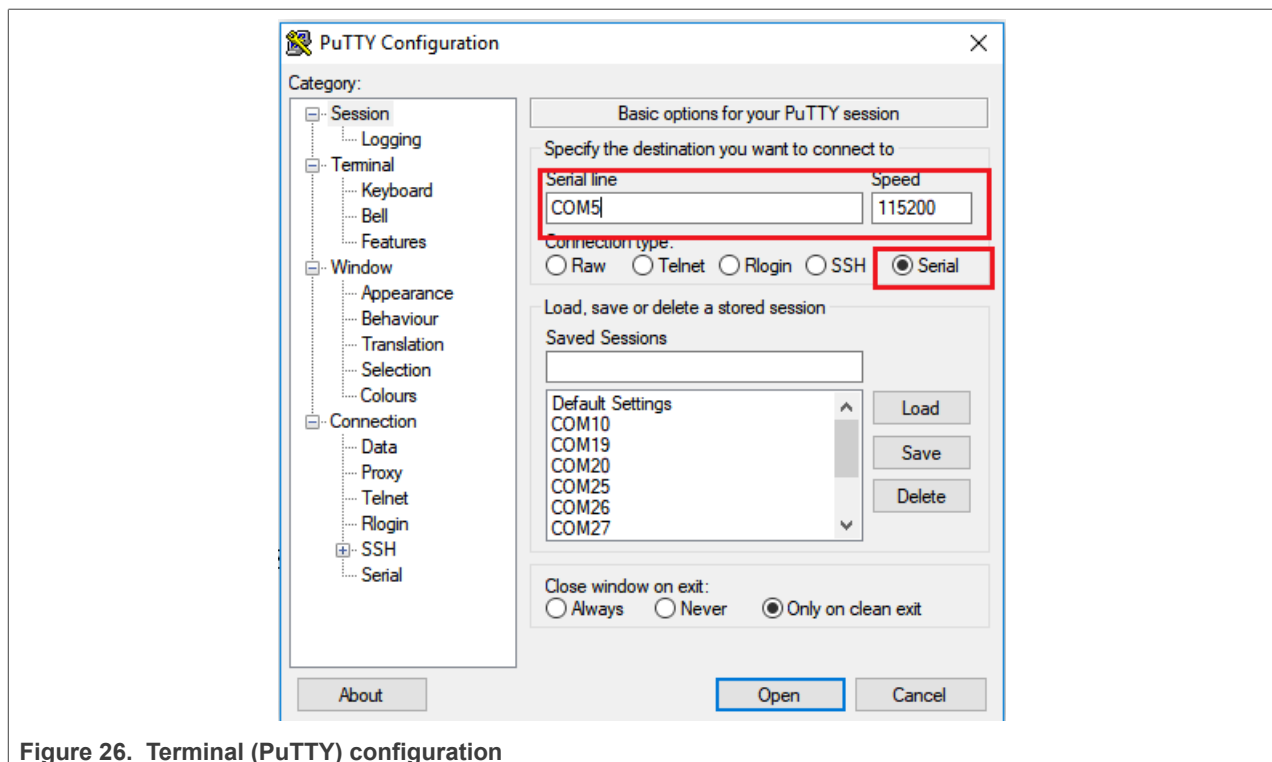 PuTTY Configuration
Category:
Session
Logging
Terminal
Keyboard
Bell
Features
Window
Appearance
Behaviour
Translation
Selection
Colours
Connection
Data
Proxy
Telnet
Rlogin
SSH
Serial
About
Basic options for your PuTTY session
Specify the destination you want to connect to
Serial line Speed
COM5 115200
Connection type:
Raw Telnet Rlogin SSH Serial
Load, save or delete a stored session
Saved Sessions
Default Settings
COM10
COM19
COM20
COM25
COM26
COM27
Load
Save
Delete
Close window on exit:
Always Never Only on clean exit
Open Cancel
Figure 26. Terminal (PuTTY) configuration